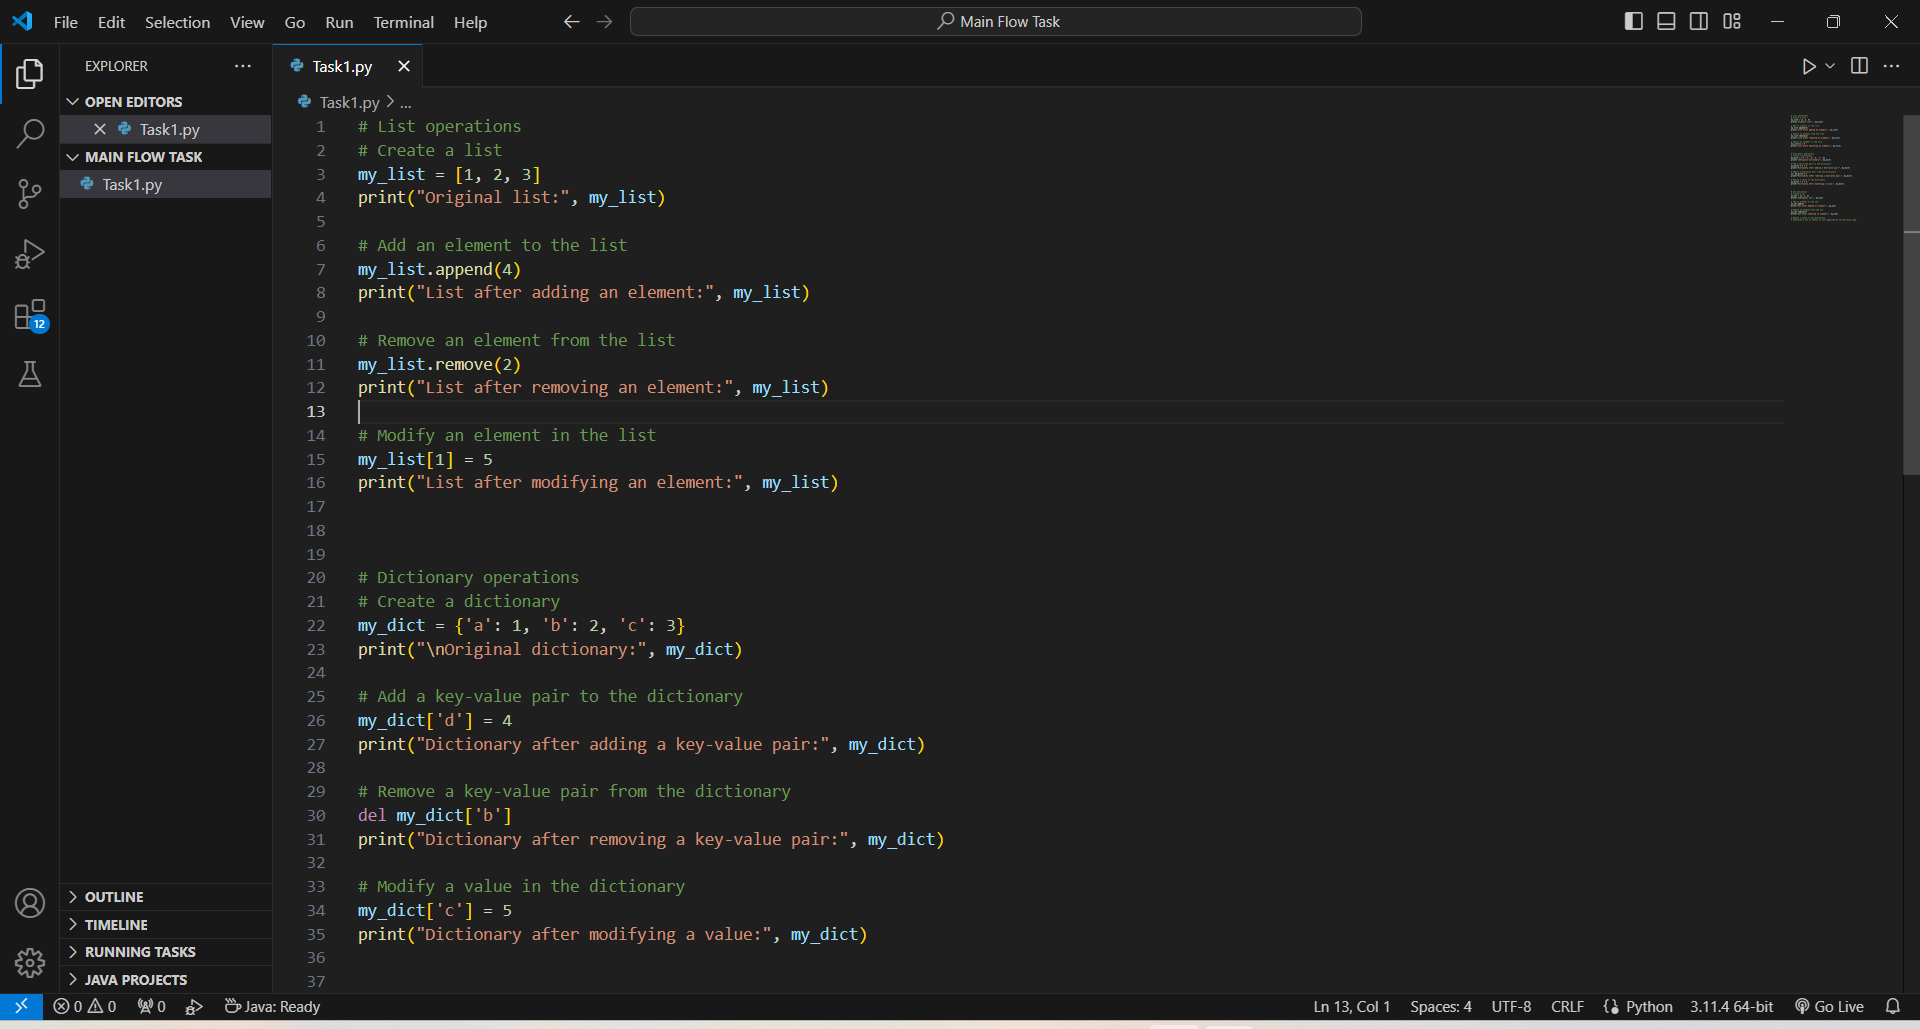 File Edit Selection View Go Run Terminal Help
Main Flow Task
EXPLORER
OPEN EDITORS
Task1.py
MAIN FLOW TASK
Task1.py
OUTLINE
TIMELINE
RUNNING TASKS
JAVA PROJECTS
12
Task1.py
Task1.py > ...
1 # List operations
2 # Create a list
3 my_list = [1, 2, 3]
4 print("Original list:", my_list)
5
6 # Add an element to the list
7 my_list.append(4)
8 print("List after adding an element:", my_list)
9
10 # Remove an element from the list
11 my_list.remove(2)
12 print("List after removing an element:", my_list)
13
14 # Modify an element in the list
15 my_list[1] = 5
16 print("List after modifying an element:", my_list)
17
18
19
20 # Dictionary operations
21 # Create a dictionary
22 my_dict = {'a': 1, 'b': 2, 'c': 3}
23 print("\nOriginal dictionary:", my_dict)
24
25 # Add a key-value pair to the dictionary
26 my_dict['d'] = 4
27 print("Dictionary after adding a key-value pair:", my_dict)
28
29 # Remove a key-value pair from the dictionary
30 del my_dict['b']
31 print("Dictionary after removing a key-value pair:", my_dict)
32
33 # Modify a value in the dictionary
34 my_dict['c'] = 5
35 print("Dictionary after modifying a value:", my_dict)
36
37
0 0 0 Java: Ready Ln 13, Col 1 Spaces: 4 UTF-8 CRLF Python 3.11.4 64-bit Go Live